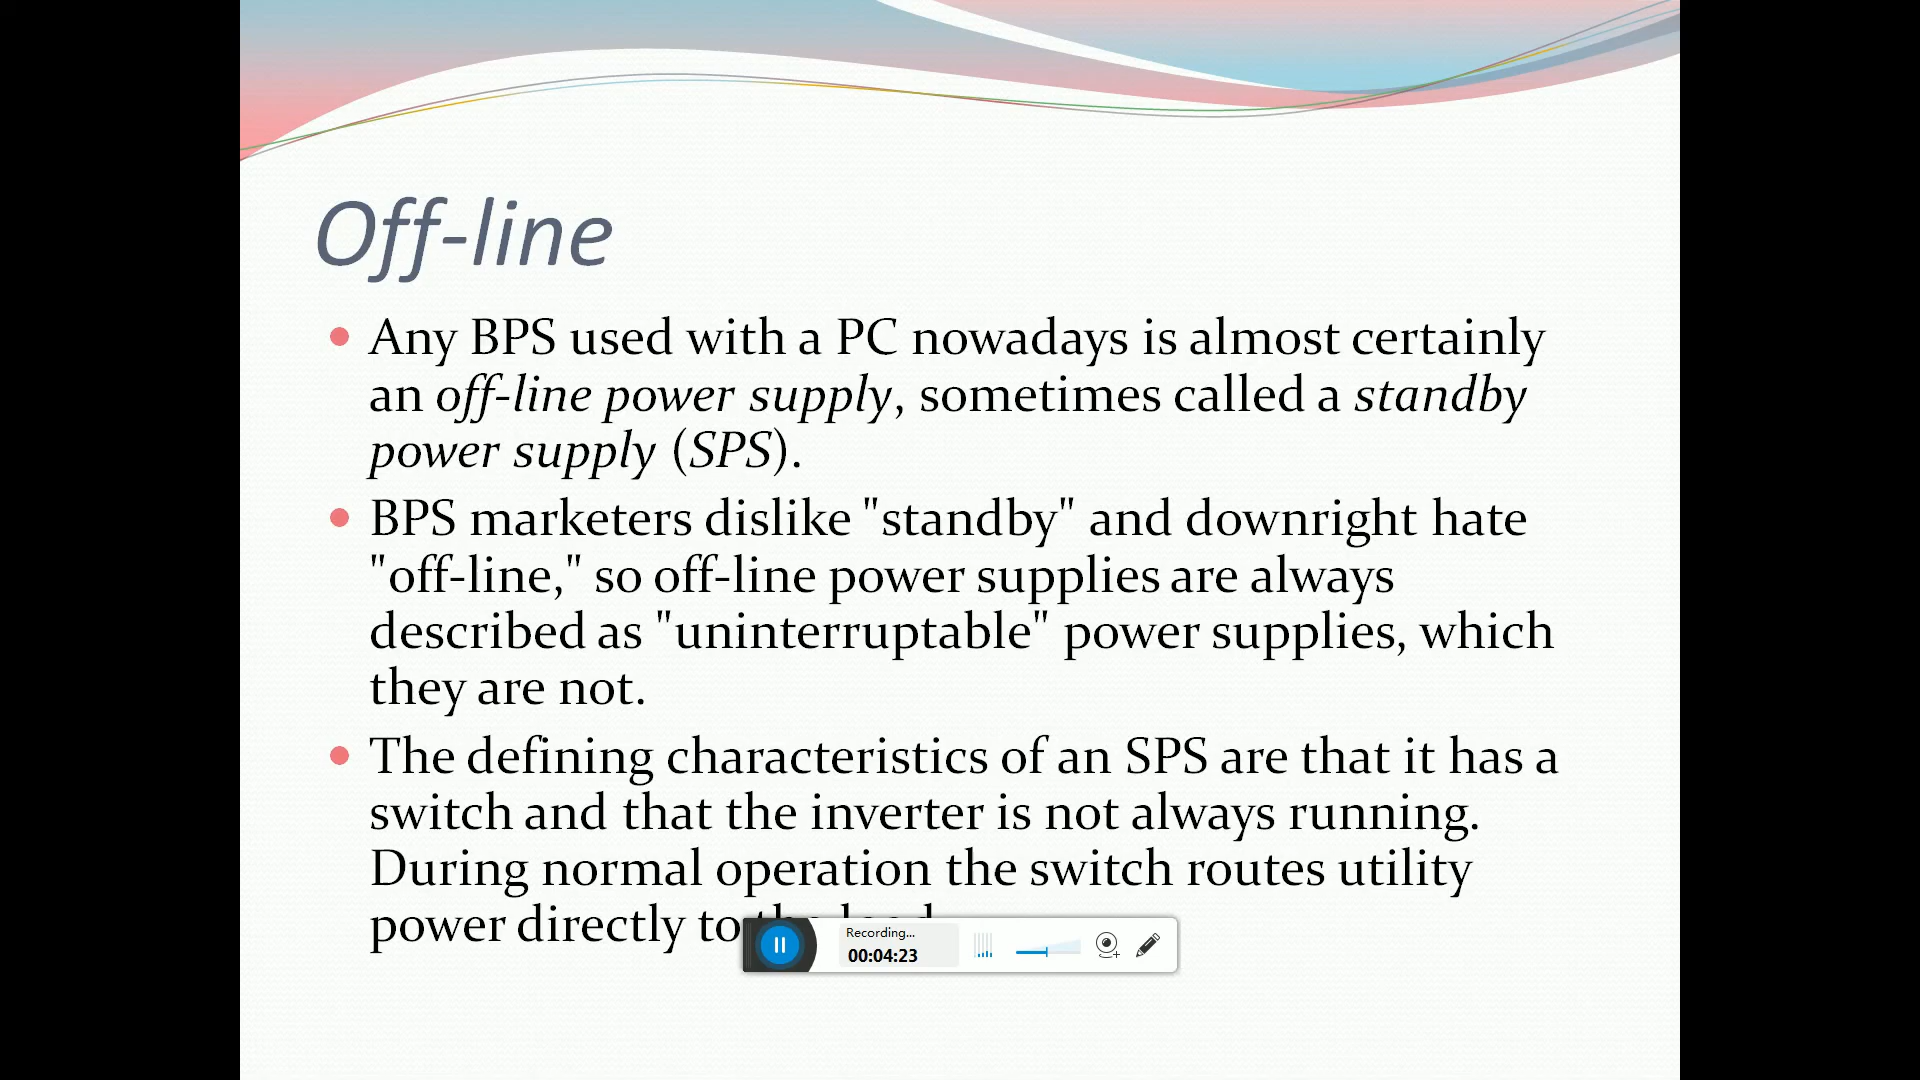 Off-line
Any BPS used with a PC nowadays is almost certainly
an off-line power supply, sometimes called a standby
power supply (SPS).
BPS marketers dislike "standby" and downright hate
"off-line," so off-line power supplies are always
described as "uninterruptable" power supplies, which
they are not.
The defining characteristics of an SPS are that it has a
switch and that the inverter is not always running.
During normal operation the switch routes utility
power directly to the load
Recording...
00:04:23